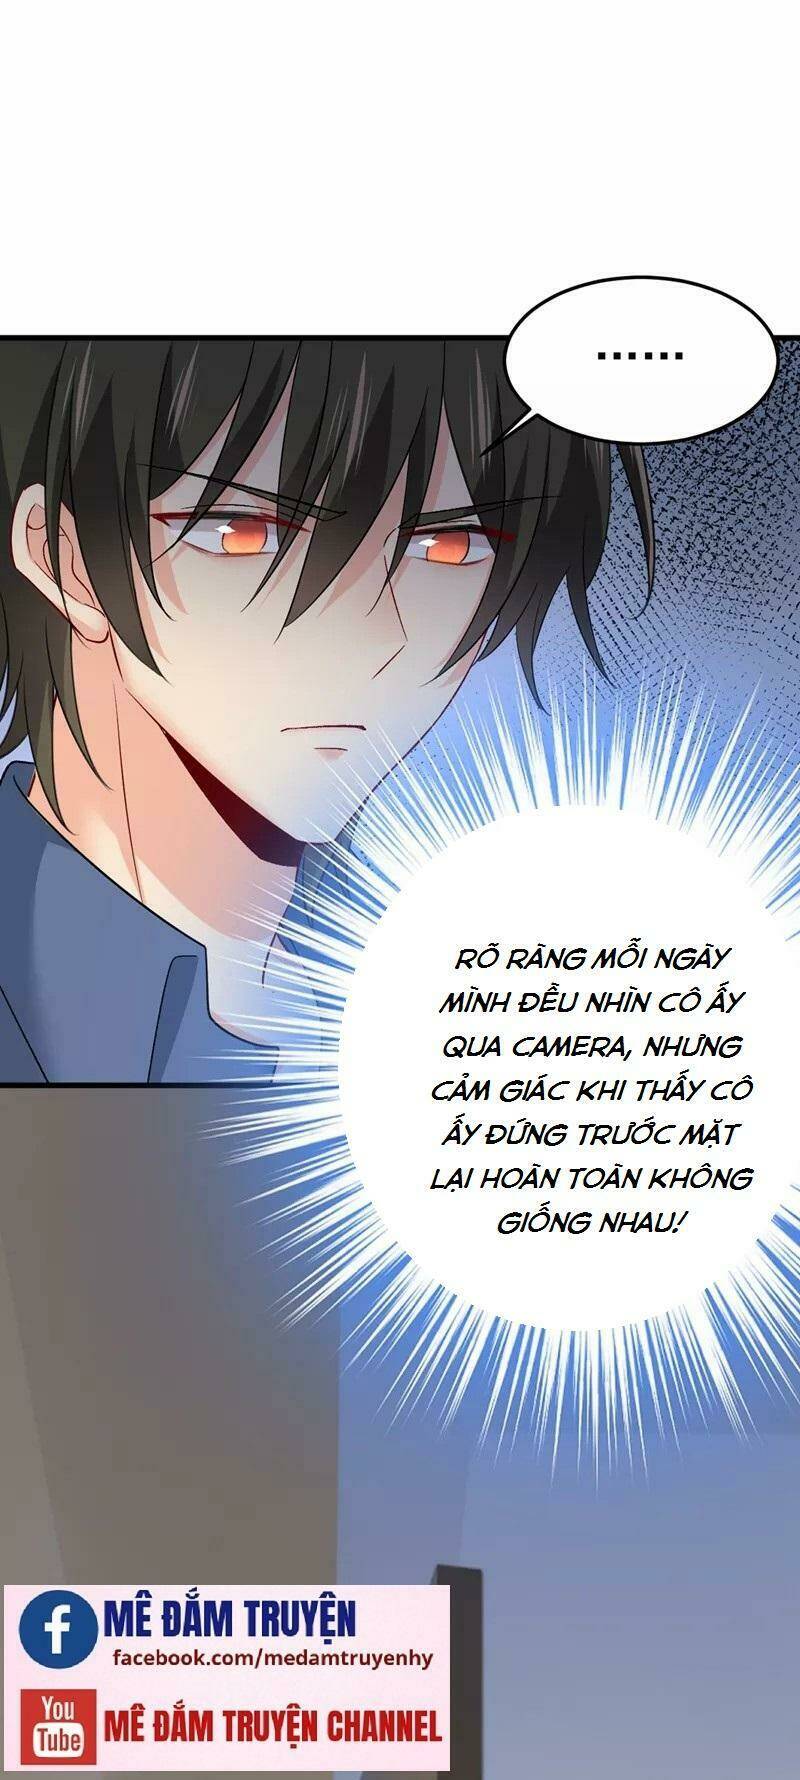 ......
RÕ RÀNG MỖI NGÀY
MÌNH ĐỀU NHÌN CÔ ẤY
QUA CAMERA, NHƯNG
CẢM GIÁC KHI THẤY CÔ
ẤY ĐỨNG TRƯỚC MẶT
LẠI HOÀN TOÀN KHÔNG
GIỐNG NHAU!
f MÊ ĐẮM TRUYỆN
facebook.com/medamtruyenhy
You
Tube
MÊ ĐẮM TRUYỆN CHANNEL